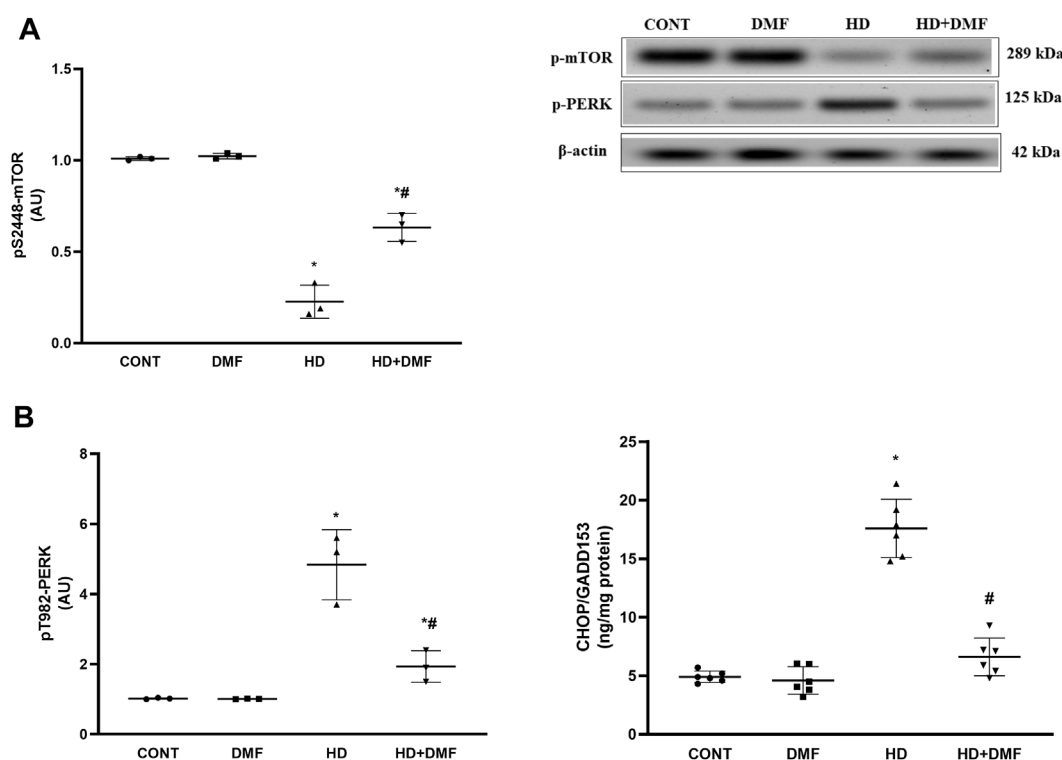 A
CONT DMF HD HD+DMF
p-mTOR 289 kDa
p-PERK 125 kDa
β-actin 42 kDa
pS2448-mTOR
(AU)
1.5
1.0
0.5
0.0
*
*#
CONT DMF HD HD+DMF
B
pT982-PERK
(AU)
8
6
4
2
0
*
*#
CONT DMF HD HD+DMF
CHOP/GADD153
(ng/mg protein)
25
20
15
10
5
0
*
#
CONT DMF HD HD+DMF